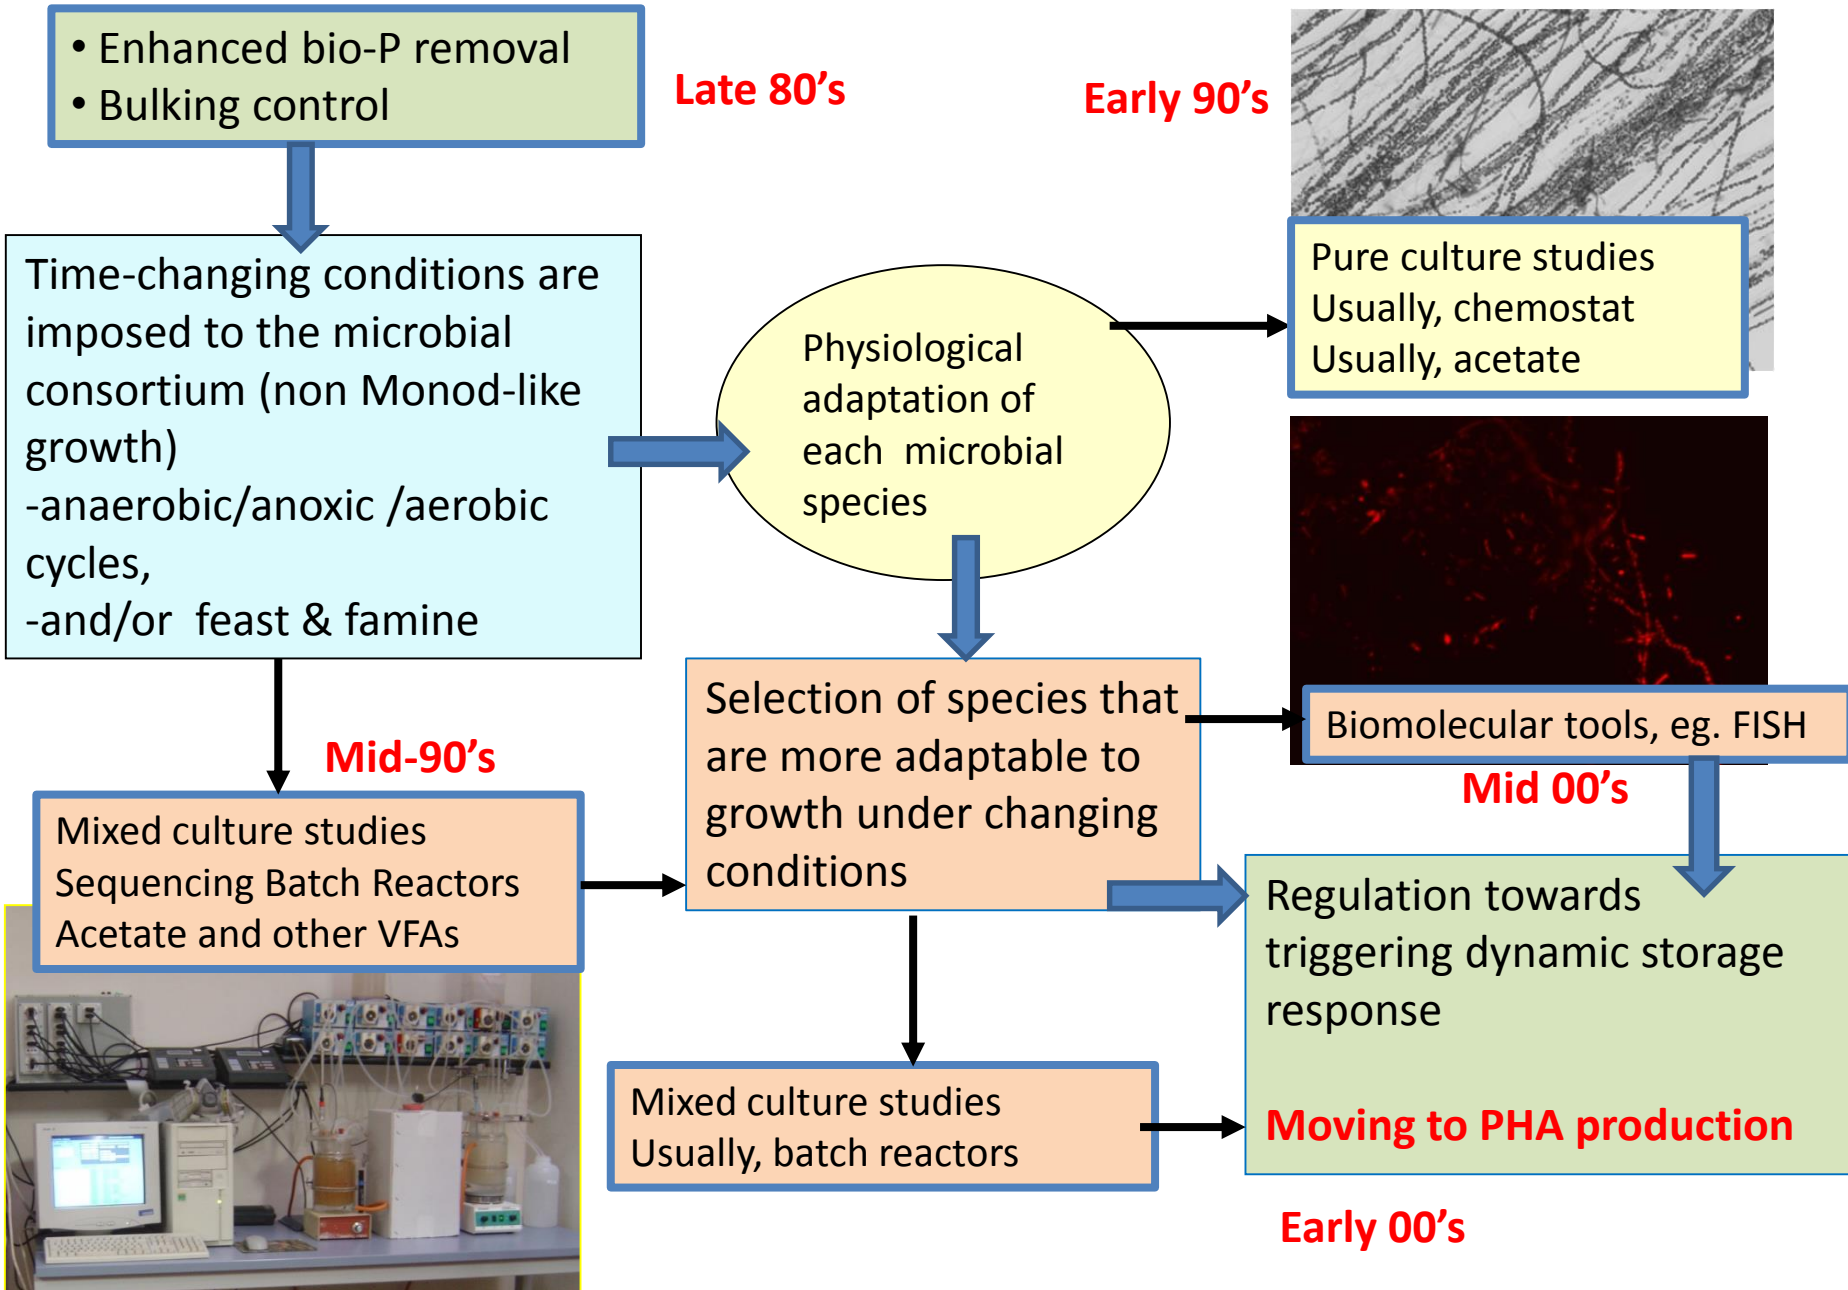 • Enhanced bio-P removal
• Bulking control
Late 80's
Early 90's
Time-changing conditions are
imposed to the microbial
consortium (non Monod-like
growth)
-anaerobic/anoxic /aerobic
cycles,
-and/or feast & famine
Physiological
adaptation of
each microbial
species
Pure culture studies
Usually, chemostat
Usually, acetate
Selection of species that
are more adaptable to
growth under changing
conditions
Biomolecular tools, eg. FISH
Mid 00's
Mid-90's
Mixed culture studies
Sequencing Batch Reactors
Acetate and other VFAs
Regulation towards
triggering dynamic storage
response
Moving to PHA production
Mixed culture studies
Usually, batch reactors
Early 00's